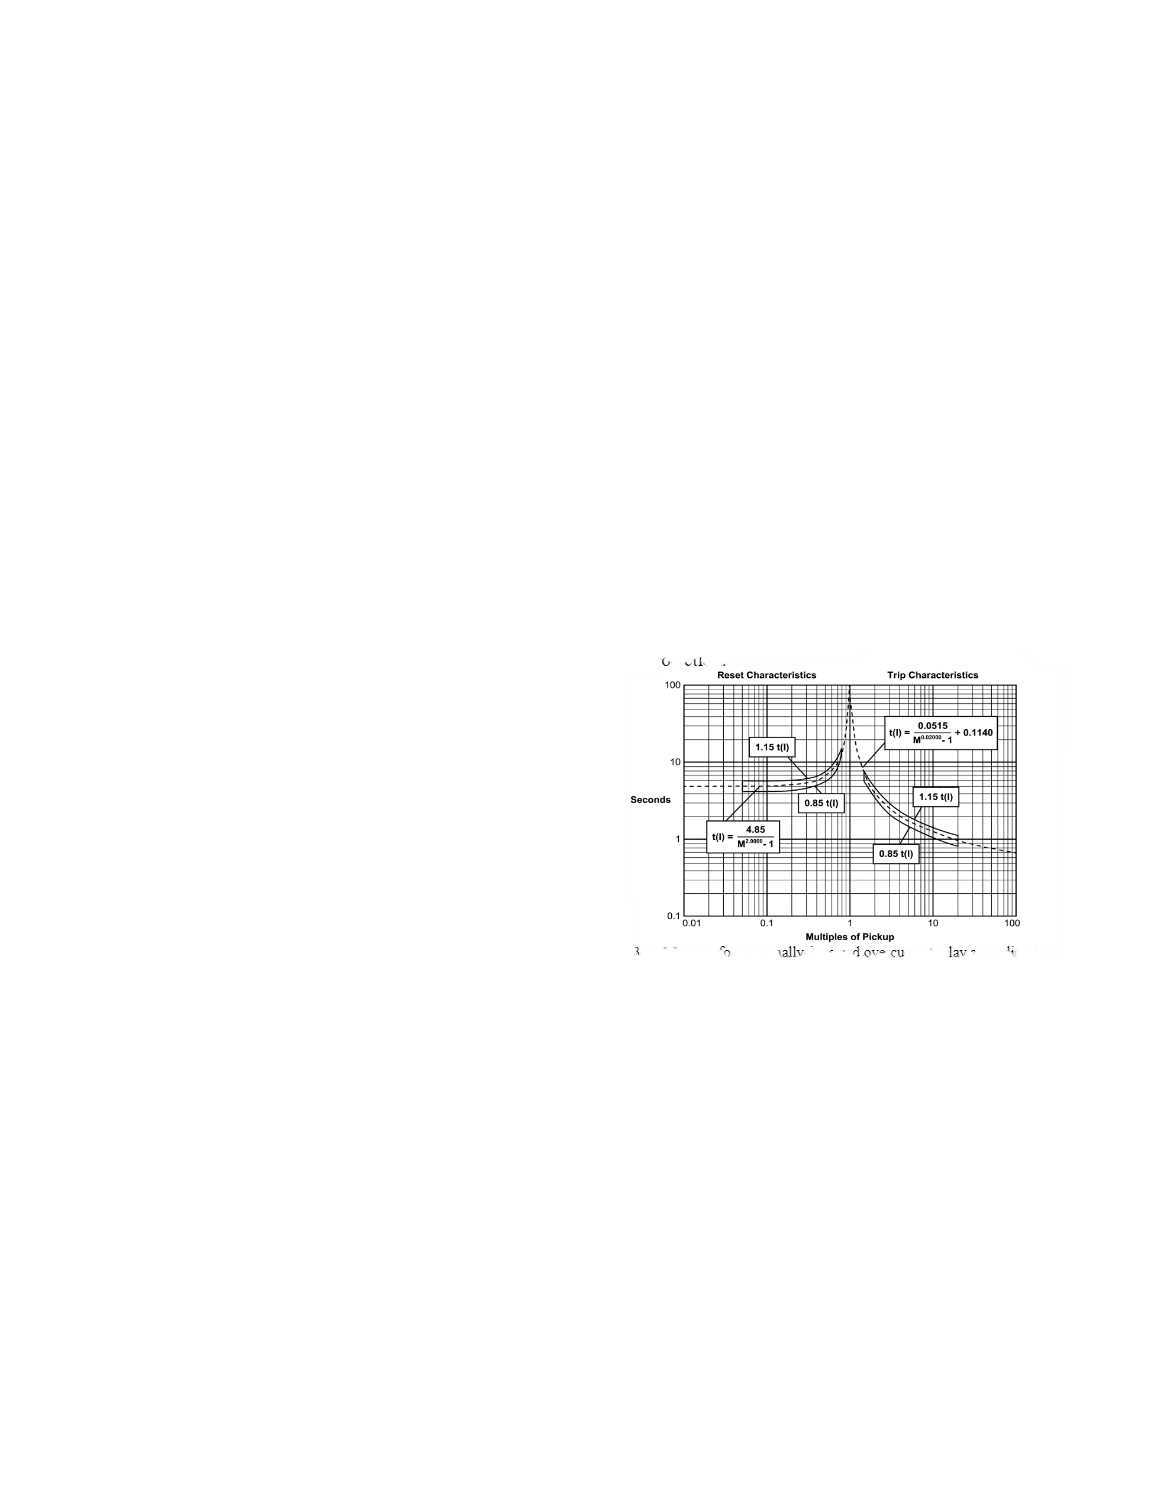 Reset Characteristics Trip Characteristics
100
t(I) = 0.0515 / M^0.02000 - 1 + 0.1140
1.15 t(I)
10
Seconds
1.15 t(I)
0.85 t(I)
t(I) = 4.85 / M^2.0000 - 1
1
0.85 t(I)
0.1
0.01 0.1 1 10 100
Multiples of Pickup